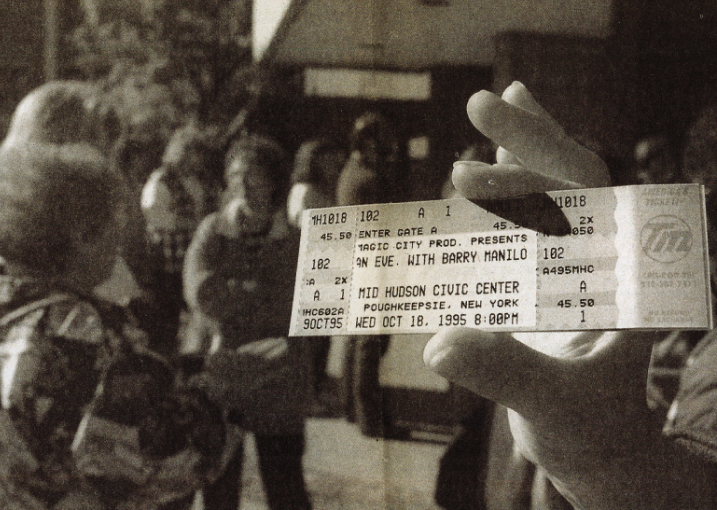 MH1018
45.50
102
A 2X
A 1
MHC602A
9OCT95
102 A 1 45.50
ENTER GATE A
MAGIC CITY PROD. PRESENTS
AN EVE. WITH BARRY MANILO
MID HUDSON CIVIC CENTER
POUGHKEEPSIE, NEW YORK
WED OCT 18. 1995 8:00PM
MH1018
2X
102
A495MHC
A
45.50
1
tm